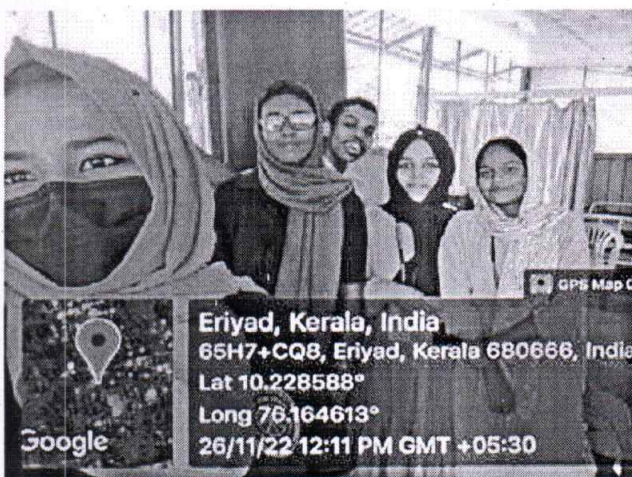 GPS Map C
Eriyad, Kerala, India
65H7+CQ8, Eriyad, Kerala 680666, India
Lat 10.228588°
Long 76.164613°
26/11/22 12:11 PM GMT +05:30
Google